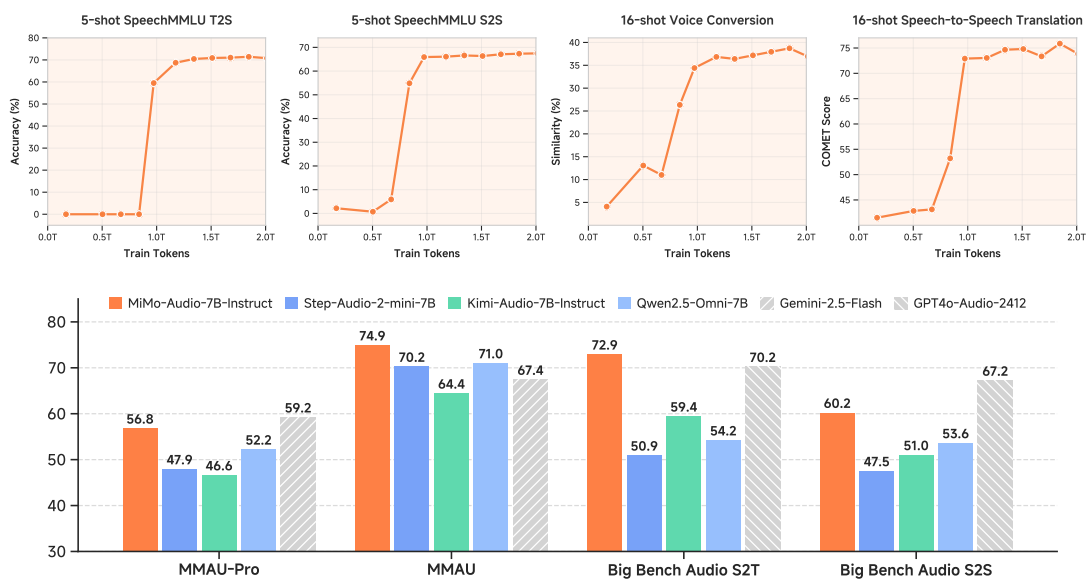 5-shot SpeechMMLU T2S
Accuracy (%)
80
70
60
50
40
30
20
10
0
0.0T 0.5T 1.0T 1.5T 2.0T
Train Tokens
5-shot SpeechMMLU S2S
Accuracy (%)
70
60
50
40
30
20
10
0
0.0T 0.5T 1.0T 1.5T 2.0T
Train Tokens
16-shot Voice Conversion
Similarity (%)
40
35
30
25
20
15
10
5
0.0T 0.5T 1.0T 1.5T 2.0T
Train Tokens
16-shot Speech-to-Speech Translation
COMET Score
75
70
65
60
55
50
45
0.0T 0.5T 1.0T 1.5T 2.0T
Train Tokens
MiMo-Audio-7B-Instruct Step-Audio-2-mini-7B Kimi-Audio-7B-Instruct Qwen2.5-Omni-7B Gemini-2.5-Flash GPT4o-Audio-2412
80
70
60
50
40
30
56.8 47.9 46.6 52.2 59.2
MMAU-Pro
74.9 70.2 64.4 71.0 67.4
MMAU
72.9 50.9 59.4 54.2 70.2
Big Bench Audio S2T
60.2 47.5 51.0 53.6 67.2
Big Bench Audio S2S